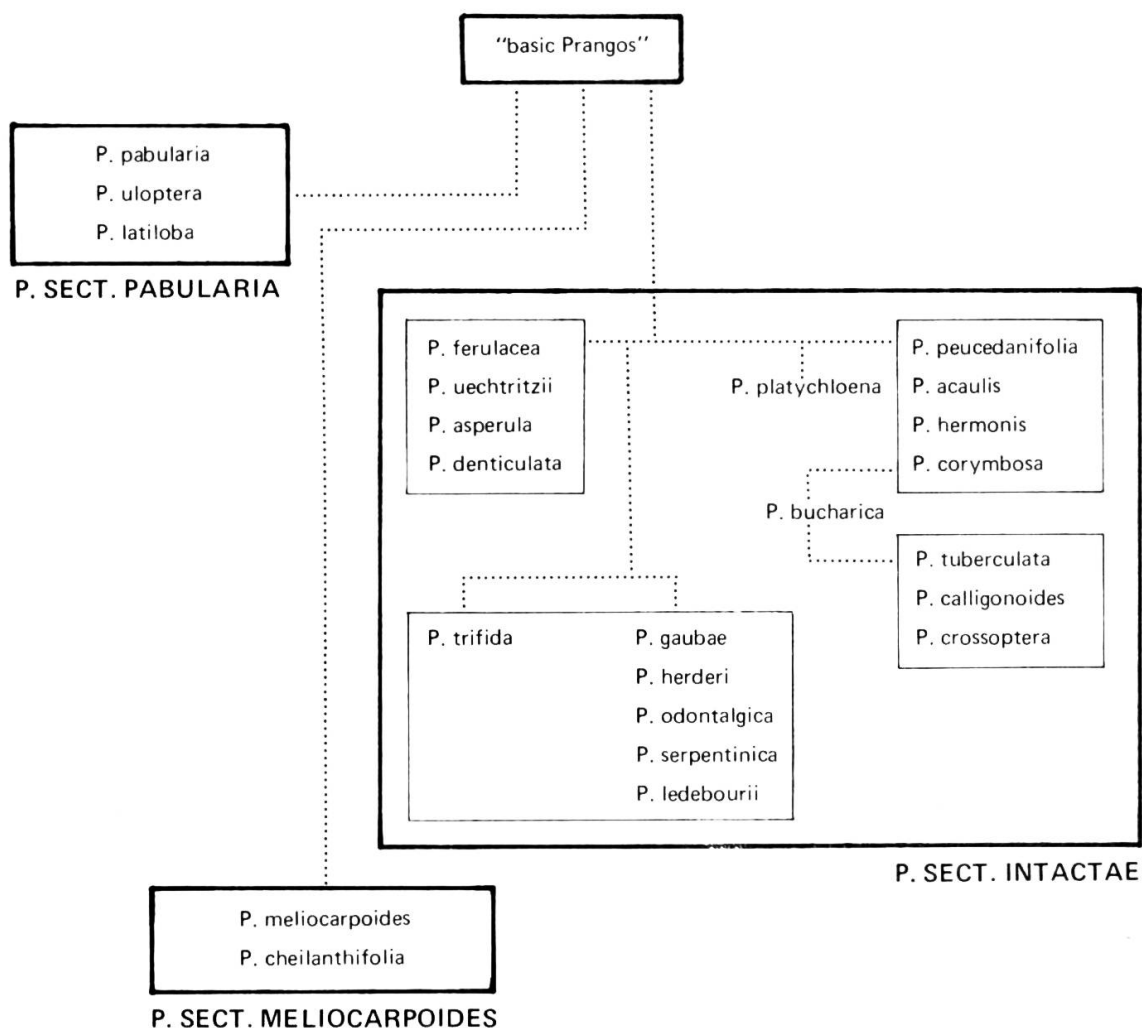 "basic Prangos"
P. pabularia
P. uloptera
P. latiloba
P. SECT. PABULARIA
P. ferulacea
P. uechtritzii
P. asperula
P. denticulata
P. platychloena
P. peucedanifolia
P. acaulis
P. hermonis
P. corymbosa
P. bucharica
P. tuberculata
P. calligonoides
P. crossoptera
P. trifida
P. gaubae
P. herderi
P. odontalgica
P. serpentinica
P. ledebourii
P. SECT. INTACTAE
P. meliocarpoides
P. cheilanthifolia
P. SECT. MELIOCARPOIDES